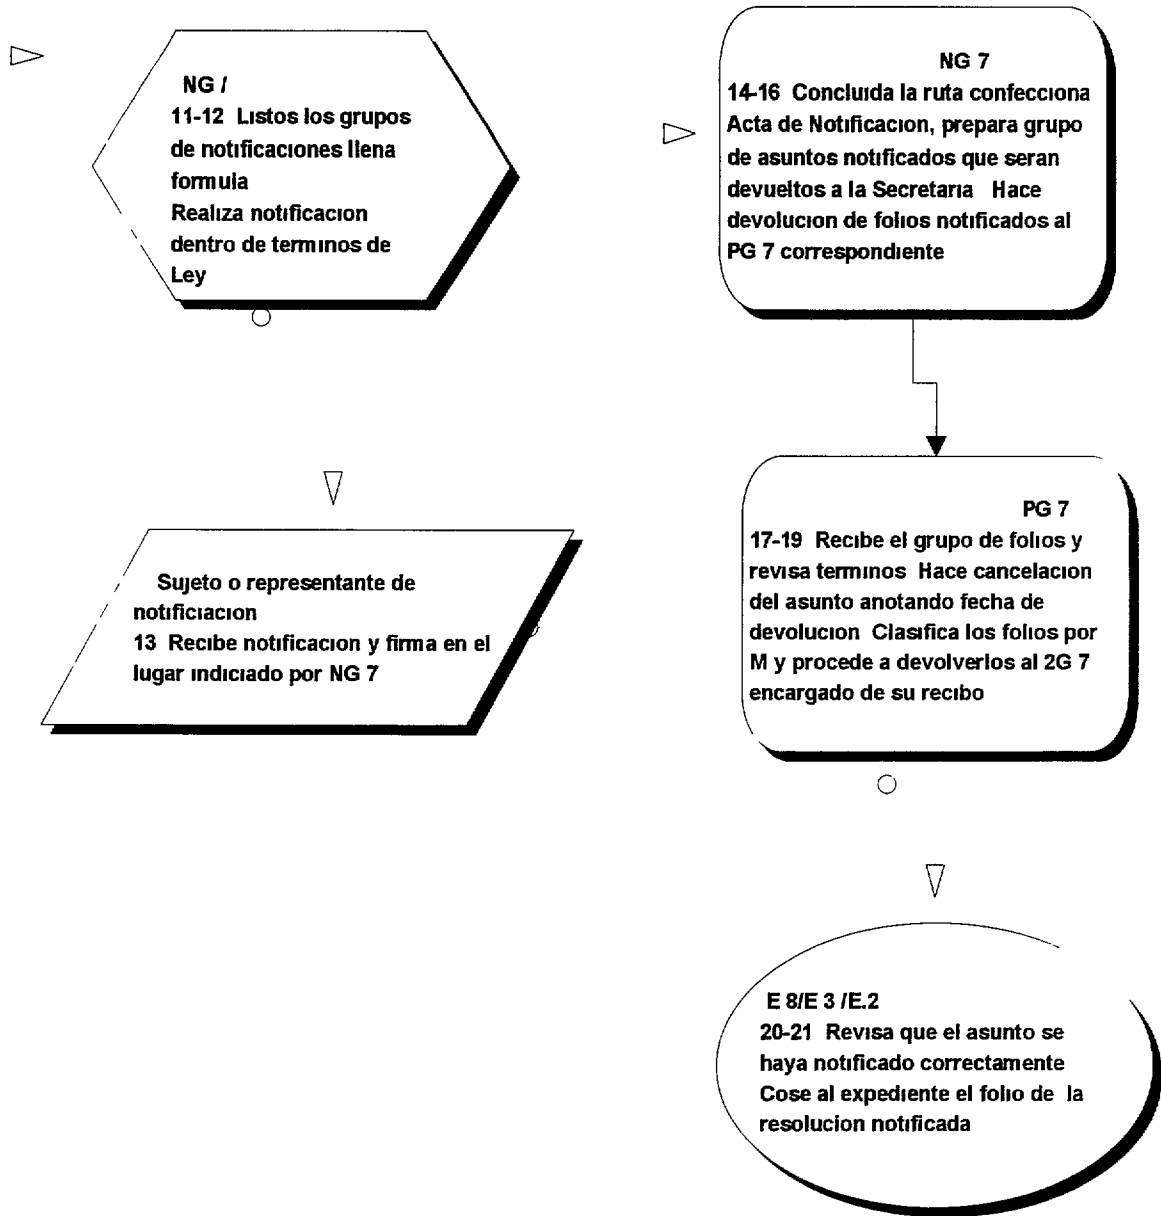 NG /
11-12 Listos los grupos
de notificaciones llena
formula
Realiza notificacion
dentro de terminos de
Ley
Sujeto o representante de
notificiacion
13 Recibe notificacion y firma en el
lugar indiciado por NG 7
NG 7
14-16 Concluida la ruta confecciona
Acta de Notificacion, prepara grupo
de asuntos notificados que seran
devueltos a la Secretaria Hace
devolucion de folios notificados al
PG 7 correspondiente
PG 7
17-19 Recibe el grupo de folios y
revisa terminos Hace cancelacion
del asunto anotando fecha de
devolucion Clasifica los folios por
M y procede a devolverlos al 2G 7
encargado de su recibo
E 8/E 3 /E.2
20-21 Revisa que el asunto se
haya notificado correctamente
Cose al expediente el folio de la
resolucion notificada